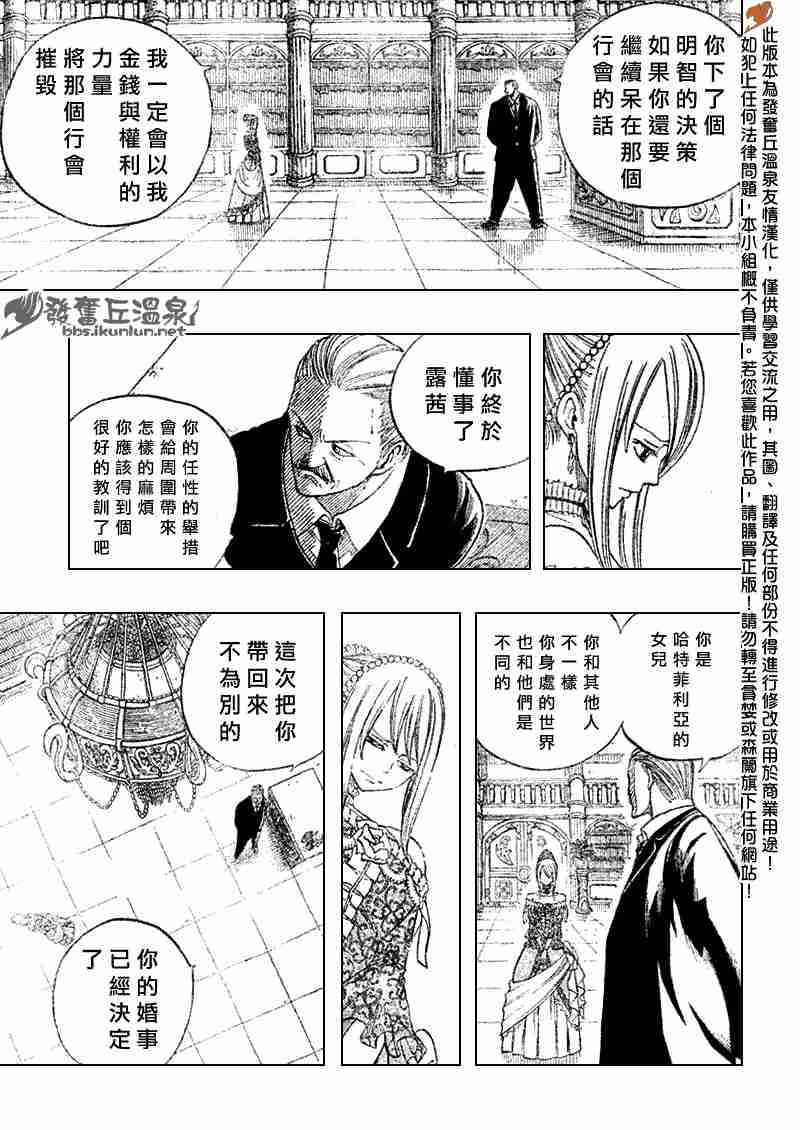 你下了個
明智的決策
如果你還要
繼續呆在那個
行會的話
我一定會以我
金錢與權利的
力量
將那個行會
摧毀
你終於
懂事了
露茜
你的任性的舉措
會給周圍帶來
怎樣的麻煩
你應該得到個
很好的教訓了吧
你是
哈特菲利亞的
女兒
你和其他人
不一樣
你身處的世界
也和他們是
不同的
這次把你
帶回來
不為別的
你的婚事
已經決定
了
發奮丘溫泉
bbs.ikunlun.net
此版本為發奮丘溫泉友情漢化，僅供學習交流之用，其圖、翻譯及任何部份不得進行修改或用於商業用途！
如犯上任何法律問題，本小組概不負責。若您喜歡此作品，請購買正版！請勿轉至貪婪或森蘭旗下任何網站！